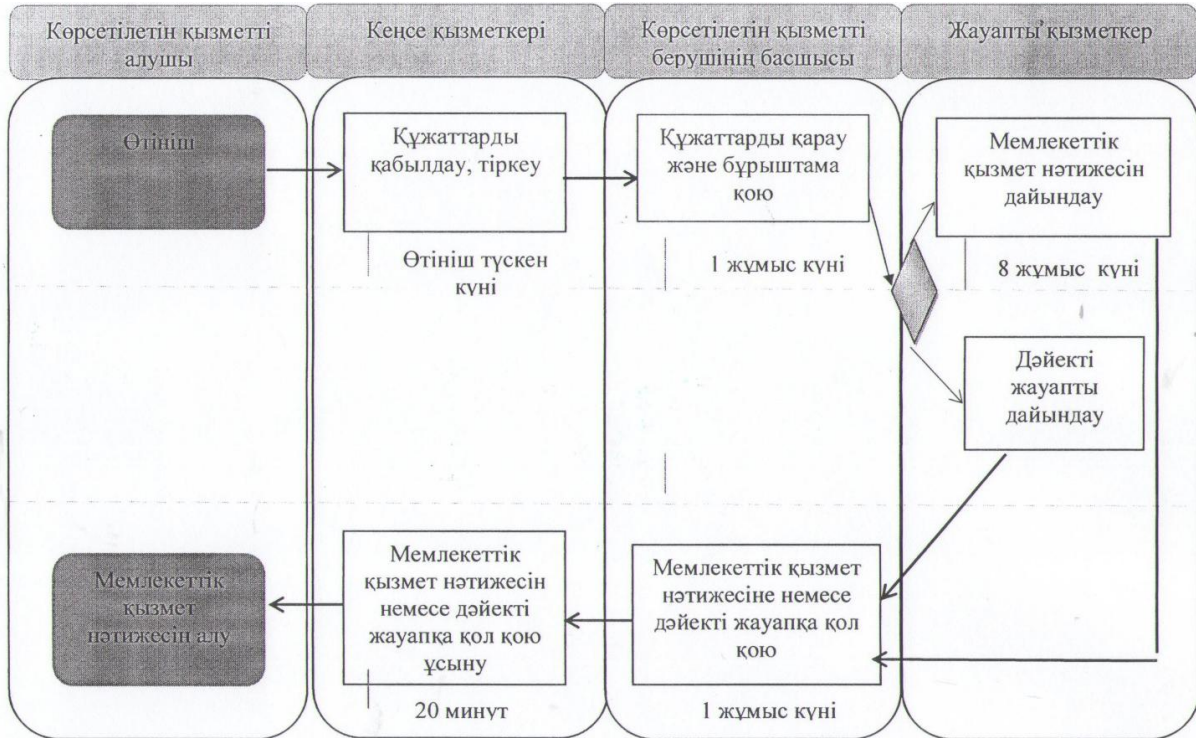 Көрсетілетін қызметті
алушы
Кеңсе қызметкері
Көрсетілетін қызметті
берушінің басшысы
Жауапты қызметкер
Өтініш
Құжаттарды
қабылдау, тіркеу
Өтініш түскен
күні
Құжаттарды қарау
және бұрыштама
қою
1 жұмыс күні
Мемлекеттік
қызмет нәтижесін
дайындау
8 жұмыс күні
Дәйекті
жауапты
дайындау
Мемлекеттік
қызмет
нәтижесін алу
Мемлекеттік
қызмет нәтижесін
немесе дәйекті
жауапқа қол қою
ұсыну
20 минут
Мемлекеттік қызмет
нәтижесіне немесе
дәйекті жауапқа қол
қою
1 жұмыс күні